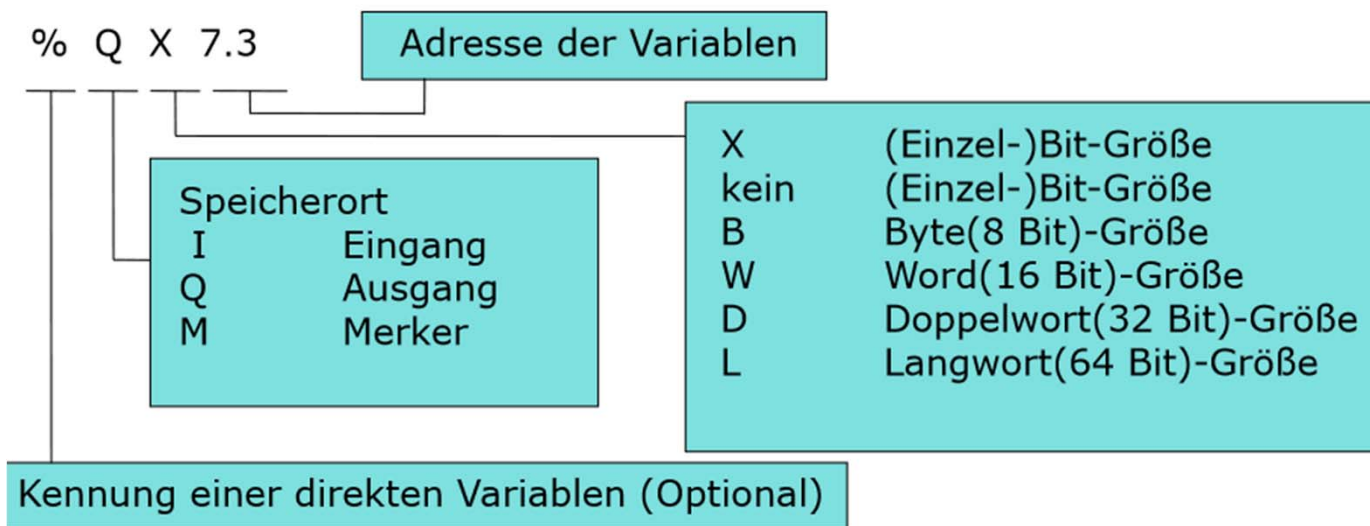 % Q X 7.3
Adresse der Variablen
X (Einzel-)Bit-Größe
kein (Einzel-)Bit-Größe
B Byte(8 Bit)-Größe
W Word(16 Bit)-Größe
D Doppelwort(32 Bit)-Größe
L Langwort(64 Bit)-Größe
Speicherort
I Eingang
Q Ausgang
M Merker
Kennung einer direkten Variablen (Optional)